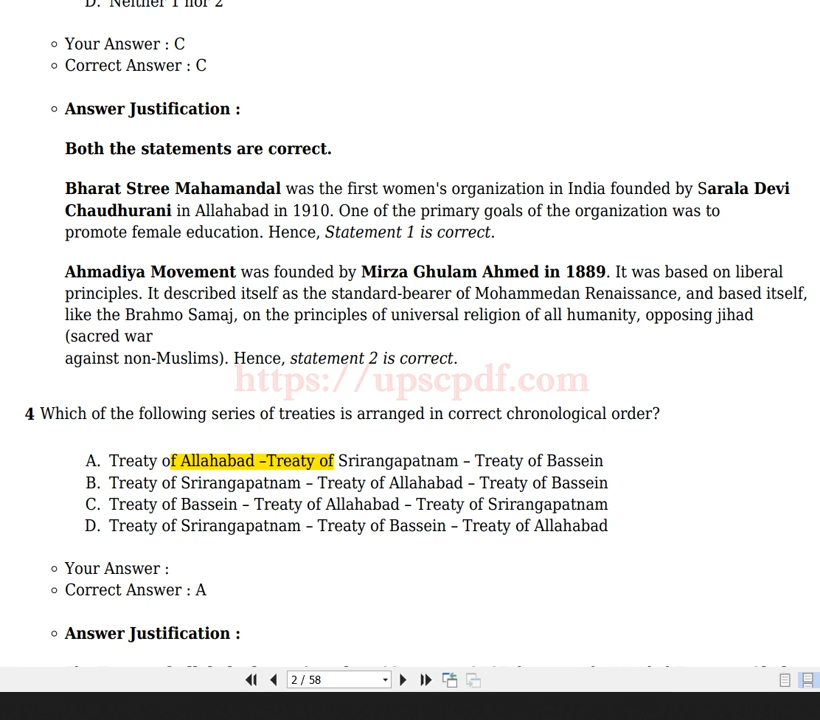 D. Neither 1 nor 2
Your Answer : C
Correct Answer : C
Answer Justification :
Both the statements are correct.
Bharat Stree Mahamandal was the first women's organization in India founded by Sarala Devi
Chaudhurani in Allahabad in 1910. One of the primary goals of the organization was to
promote female education. Hence, Statement 1 is correct.
Ahmadiya Movement was founded by Mirza Ghulam Ahmed in 1889. It was based on liberal
principles. It described itself as the standard-bearer of Mohammedan Renaissance, and based itself,
like the Brahmo Samaj, on the principles of universal religion of all humanity, opposing jihad
(sacred war
against non-Muslims). Hence, statement 2 is correct.
https://upscpdf.com
4 Which of the following series of treaties is arranged in correct chronological order?
A. Treaty of Allahabad –Treaty of Srirangapatnam – Treaty of Bassein
B. Treaty of Srirangapatnam – Treaty of Allahabad – Treaty of Bassein
C. Treaty of Bassein – Treaty of Allahabad – Treaty of Srirangapatnam
D. Treaty of Srirangapatnam – Treaty of Bassein – Treaty of Allahabad
Your Answer :
Correct Answer : A
Answer Justification :
2 / 58